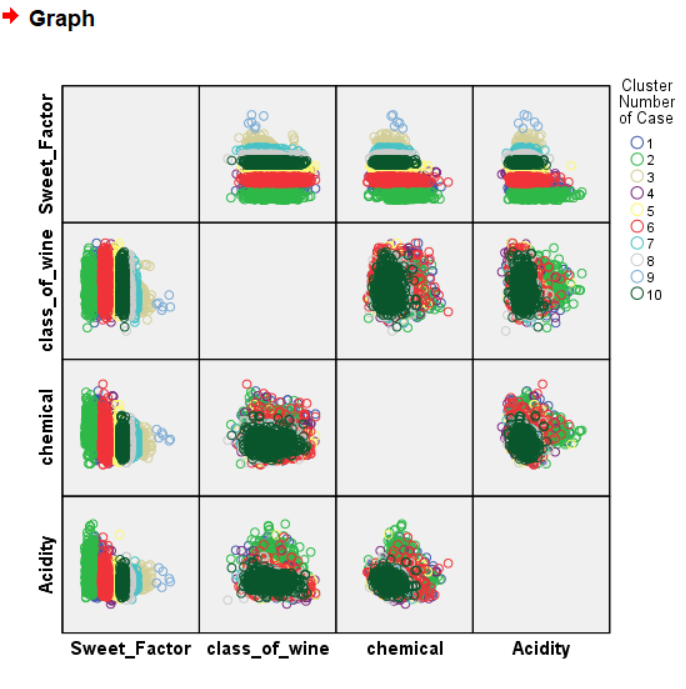 Graph
Cluster
Number
of Case
1
2
3
4
5
6
7
8
9
10
Sweet_Factor
class_of_wine
chemical
Acidity
Sweet_Factor class_of_wine chemical Acidity